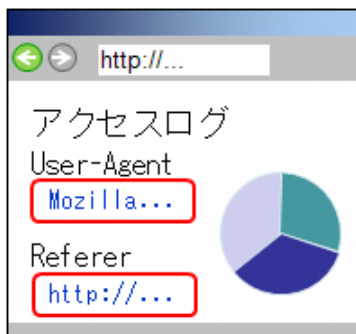 http://...
アクセスログ
User-Agent
Mozilla...
Referer
http://...